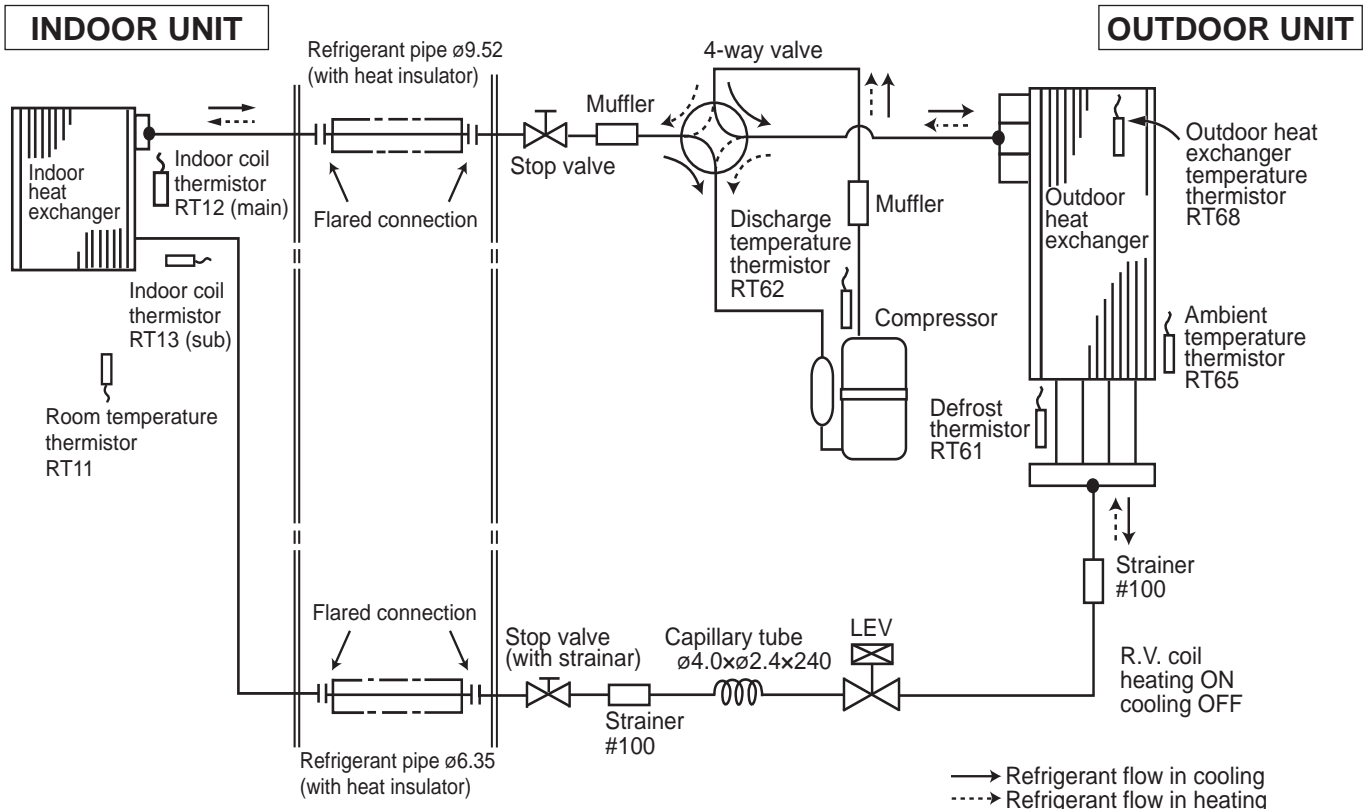 INDOOR UNIT
OUTDOOR UNIT
Refrigerant pipe ø9.52
(with heat insulator)
4-way valve
Muffler
Stop valve
Indoor
heat
exchanger
Indoor coil
thermistor
RT12 (main)
Flared connection
Outdoor heat
exchanger
temperature
thermistor
RT68
Outdoor
heat
exchanger
Muffler
Discharge
temperature
thermistor
RT62
Indoor coil
thermistor
RT13 (sub)
Compressor
Ambient
temperature
thermistor
RT65
Room temperature
thermistor
RT11
Defrost
thermistor
RT61
Strainer
#100
Flared connection
Stop valve
(with strainar)
Capillary tube
ø4.0×ø2.4×240
LEV
R.V. coil
heating ON
cooling OFF
Strainer
#100
Refrigerant pipe ø6.35
(with heat insulator)
Refrigerant flow in cooling
Refrigerant flow in heating